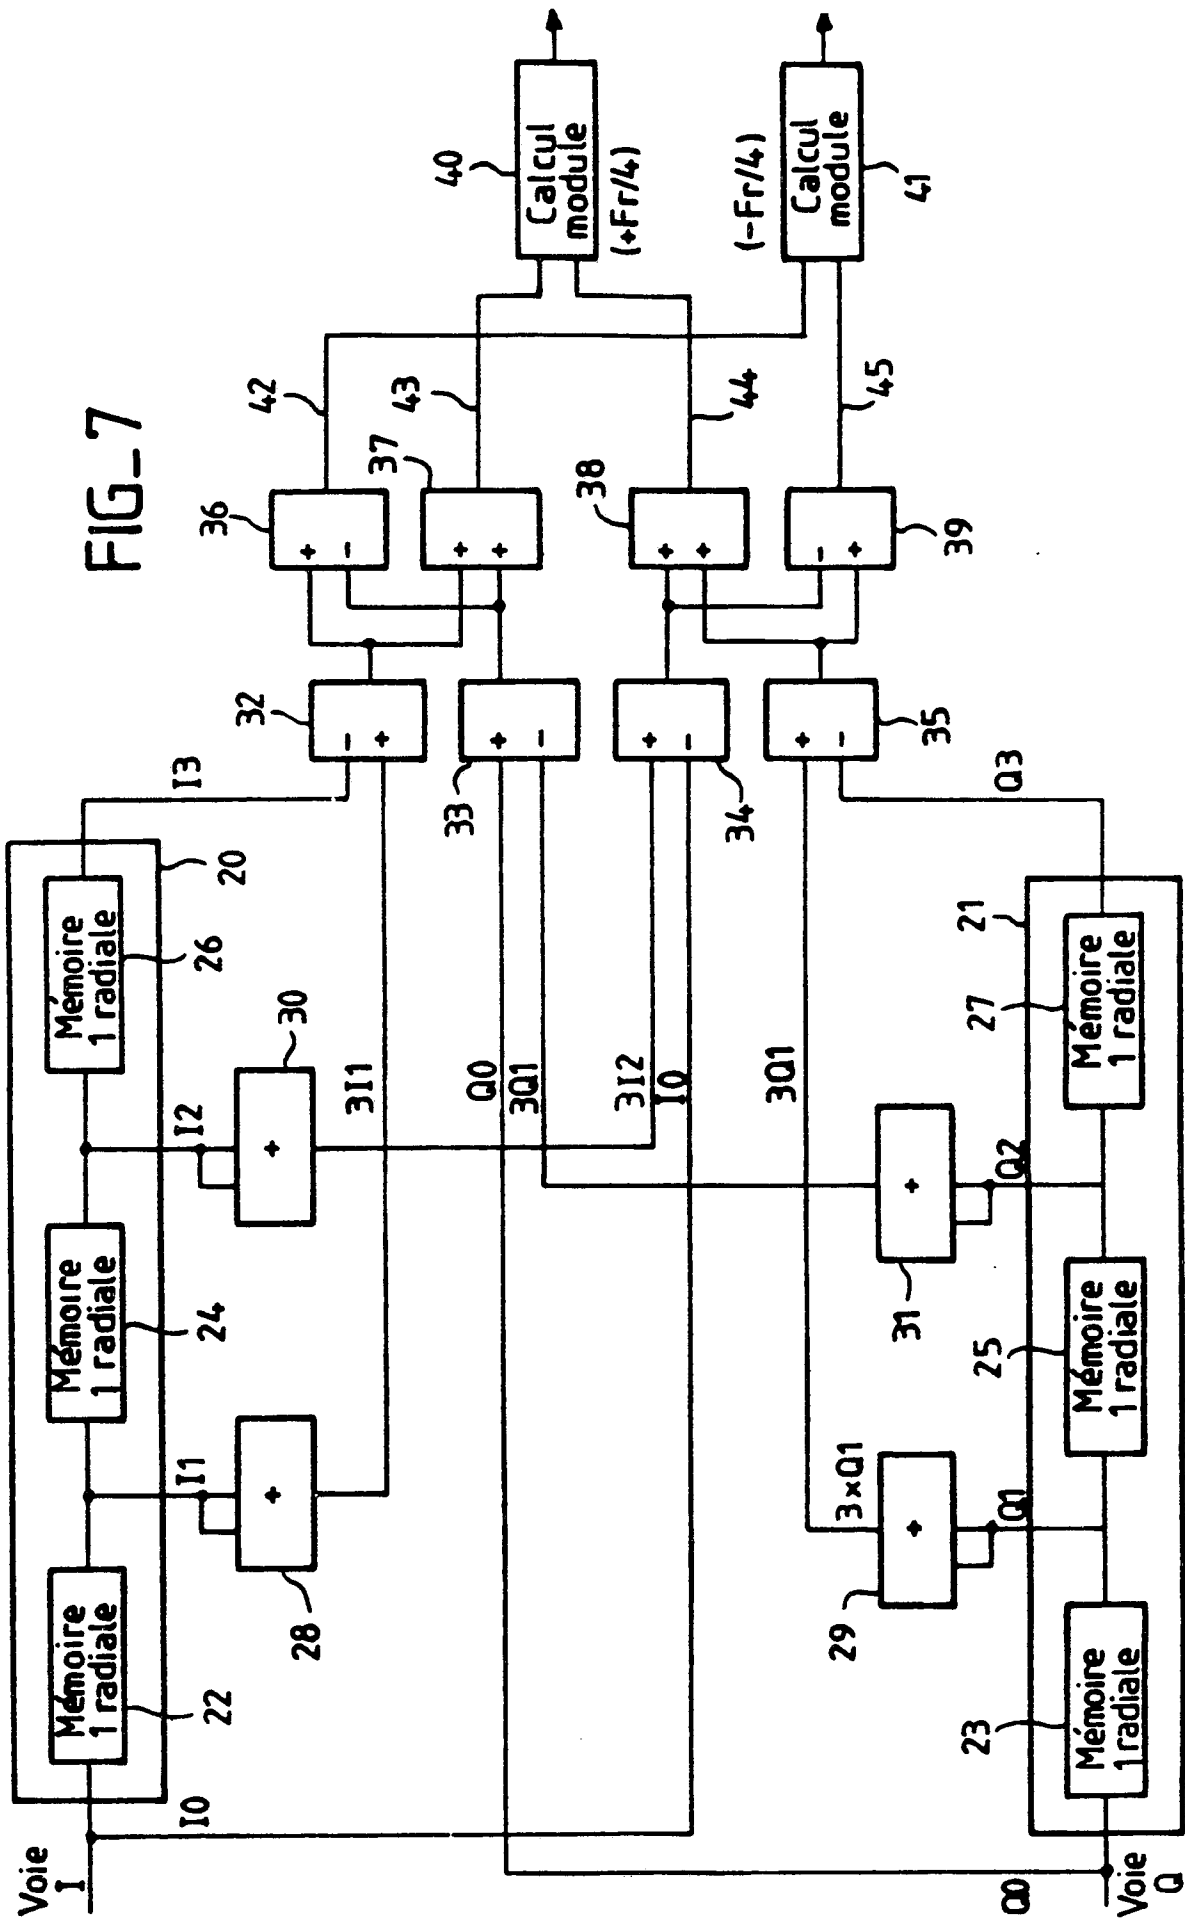 FIG_7
Voie
I
I0
Mémoire
1 radiale
22
Mémoire
1 radiale
24
Mémoire
1 radiale
26
20
I1
I2
I3
+
28
+
30
3I1
Q0
3Q1
3I2
I0
3Q1
-
+
32
+
-
33
+
-
34
+
-
35
+
-
36
+
+
37
+
+
38
-
+
39
42
43
44
45
40
Calcul
module
(+Fr/4)
(-Fr/4)
Calcul
module
41
3xQ1
+
29
+
31
Q1
Q2
Q3
21
23
Mémoire
1 radiale
25
Mémoire
1 radiale
27
Mémoire
1 radiale
Q0
Voie
Q